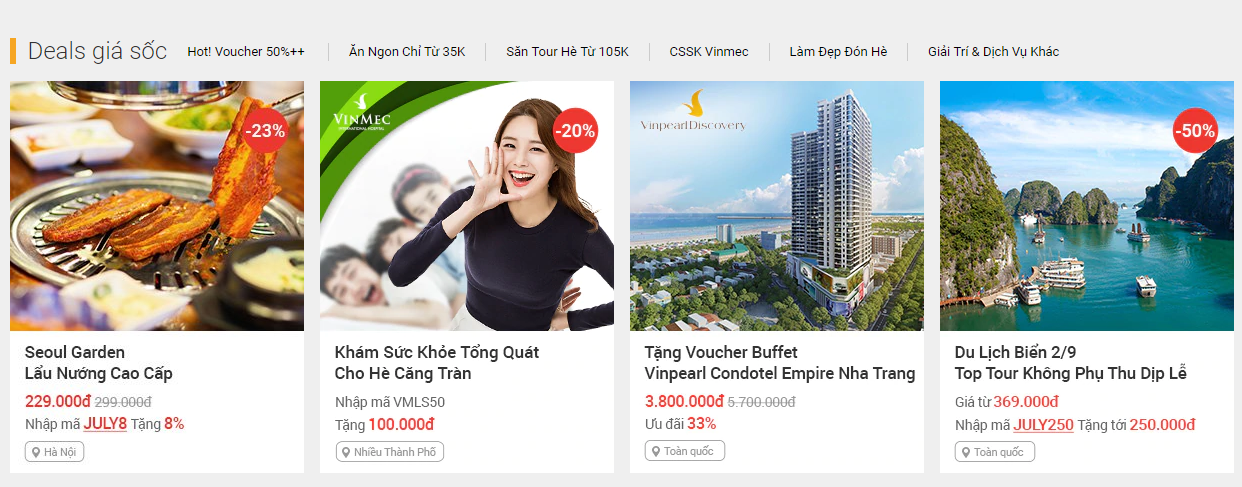 Deals giá sốc
Hot! Voucher 50%++
Ăn Ngon Chỉ Từ 35K
Săn Tour Hè Từ 105K
CSSK Vinmec
Làm Đẹp Đón Hè
Giải Trí & Dịch Vụ Khác
-23%
Seoul Garden
Lẩu Nướng Cao Cấp
229.000đ 299.000đ
Nhập mã JULY8 Tặng 8%
Hà Nội
VINMEC
INTERNATIONAL HOSPITAL
-20%
Khám Sức Khỏe Tổng Quát
Cho Hè Căng Tràn
Nhập mã VMLS50
Tặng 100.000đ
Nhiều Thành Phố
VinpearlDiscovery
Tặng Voucher Buffet
Vinpearl Condotel Empire Nha Trang
3.800.000đ 5.700.000đ
Ưu đãi 33%
Toàn quốc
-50%
Du Lịch Biển 2/9
Top Tour Không Phụ Thu Dịp Lễ
Giá từ 369.000đ
Nhập mã JULY250 Tặng tới 250.000đ
Toàn quốc